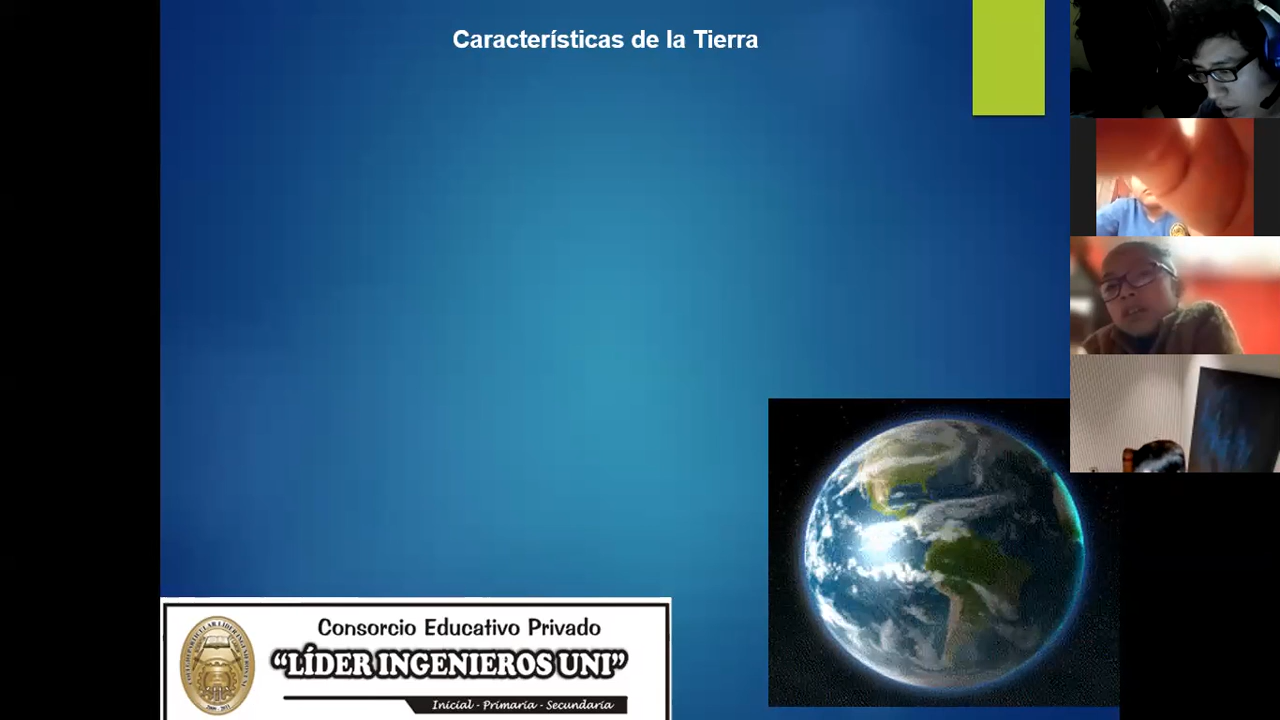 Características de la Tierra
Consorcio Educativo Privado
“LÍDER INGENIEROS UNI”
Inicial - Primaria - Secundaria